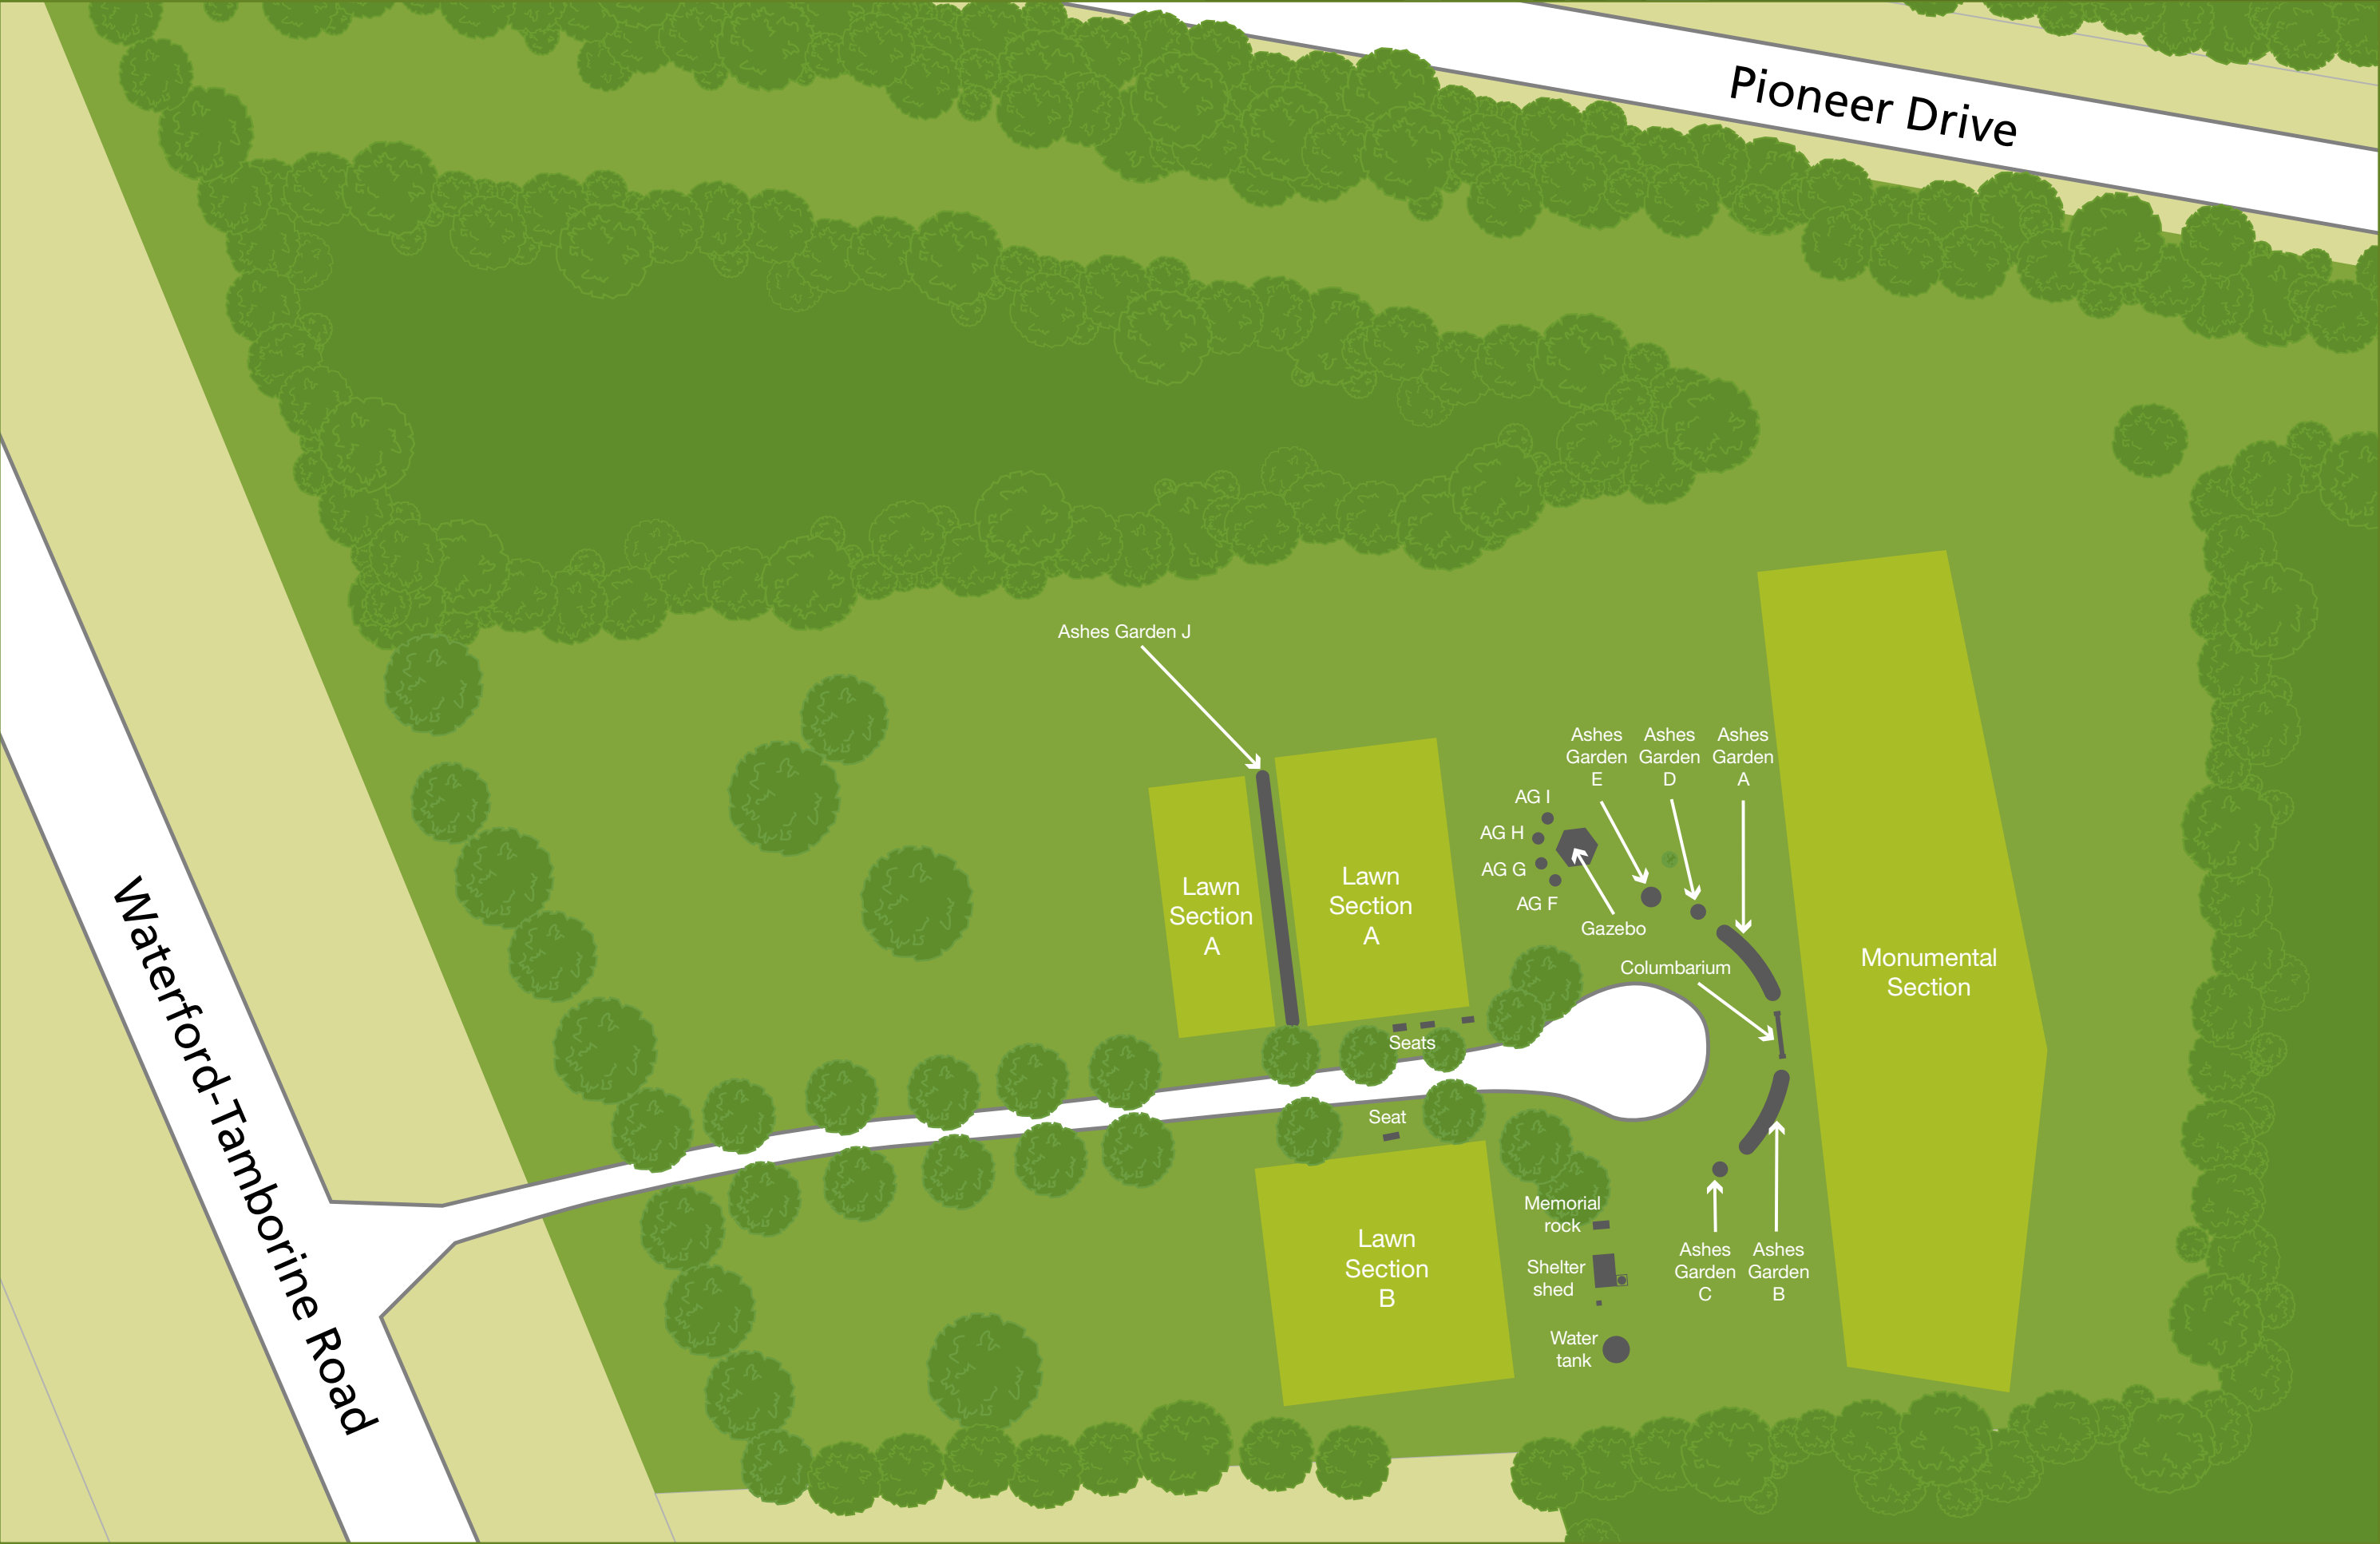 Pioneer Drive
Ashes Garden J
Ashes
Garden
E
Ashes
Garden
D
Ashes
Garden
A
AG I
AG H
AG G
AG F
Gazebo
Lawn
Section
A
Lawn
Section
A
Columbarium
Monumental
Section
Seats
Seat
Waterford-Tamborine Road
Memorial
rock
Lawn
Section
B
Shelter
shed
Ashes
Garden
C
Ashes
Garden
B
Water
tank